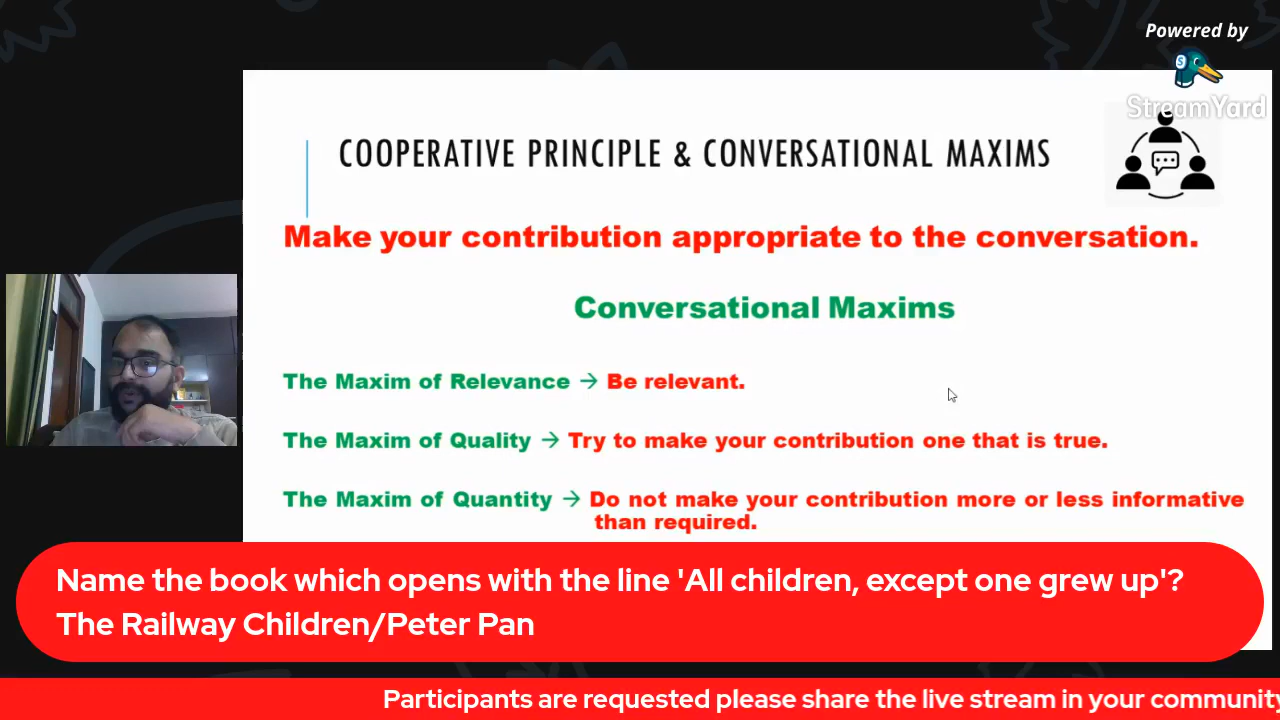 Powered by
StreamYard
COOPERATIVE PRINCIPLE & CONVERSATIONAL MAXIMS
Make your contribution appropriate to the conversation.
Conversational Maxims
The Maxim of Relevance → Be relevant.
The Maxim of Quality → Try to make your contribution one that is true.
The Maxim of Quantity → Do not make your contribution more or less informative
than required.
Name the book which opens with the line 'All children, except one grew up'?
The Railway Children/Peter Pan
Participants are requested please share the live stream in your community